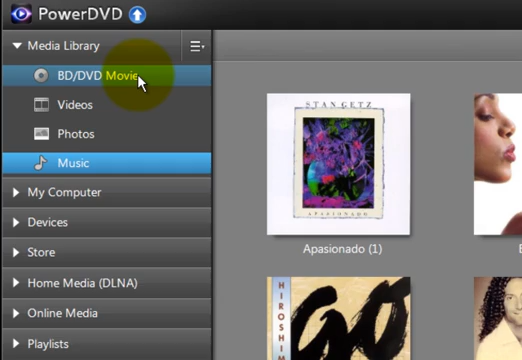 PowerDVD
Media Library
BD/DVD Movie
Videos
Photos
Music
My Computer
Devices
Store
Home Media (DLNA)
Online Media
Playlists
STAN GETZ
APASIONADO
Apasionado (1)
HIROSHIM
GO